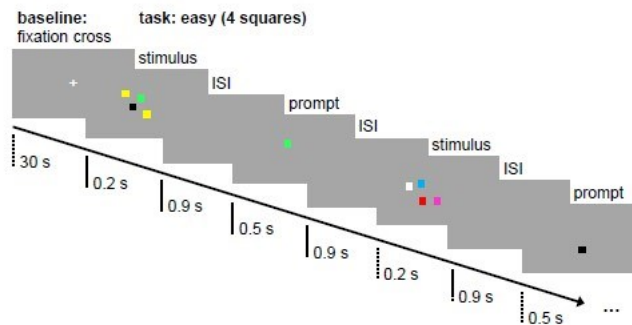 baseline: task: easy (4 squares)
fixation cross
stimulus
ISI
prompt
ISI
stimulus
ISI
prompt
30 s
0.2 s
0.9 s
0.5 s
0.9 s
0.2 s
0.9 s
0.5 s
...